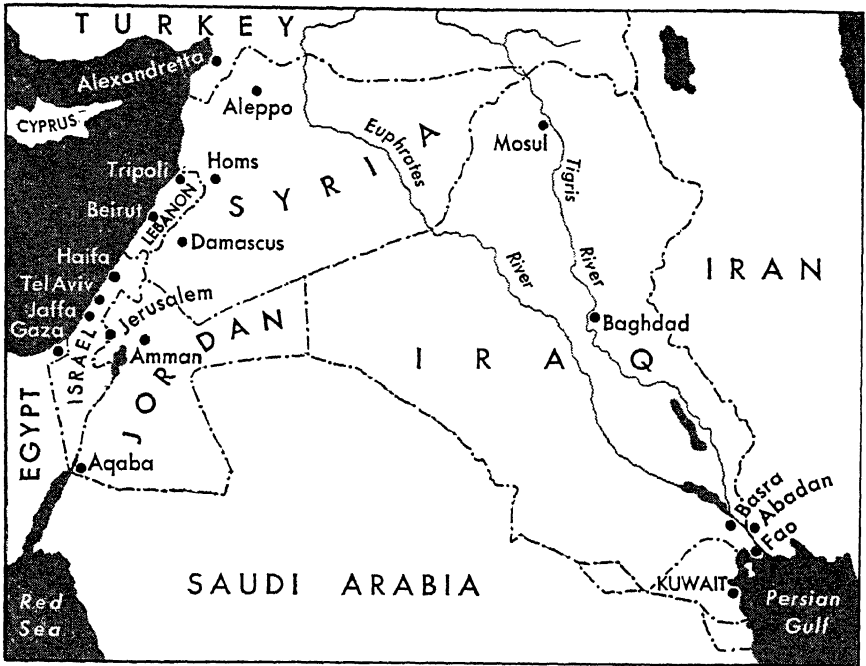 TURKEY
Alexandretta
Aleppo
CYPRUS
Euphrates
Mosul
Tigris
Tripoli
Homs
SYRIA
LEBANON
Beirut
Damascus
Haifa
River
River
IRAN
Tel Aviv
Jaffa
Jerusalem
Gaza
Amman
Baghdad
ISRAEL
JORDAN
IRAQ
EGYPT
Aqaba
Basra
Abadan
Fao
SAUDI ARABIA
KUWAIT
Red
Sea
Persian
Gulf